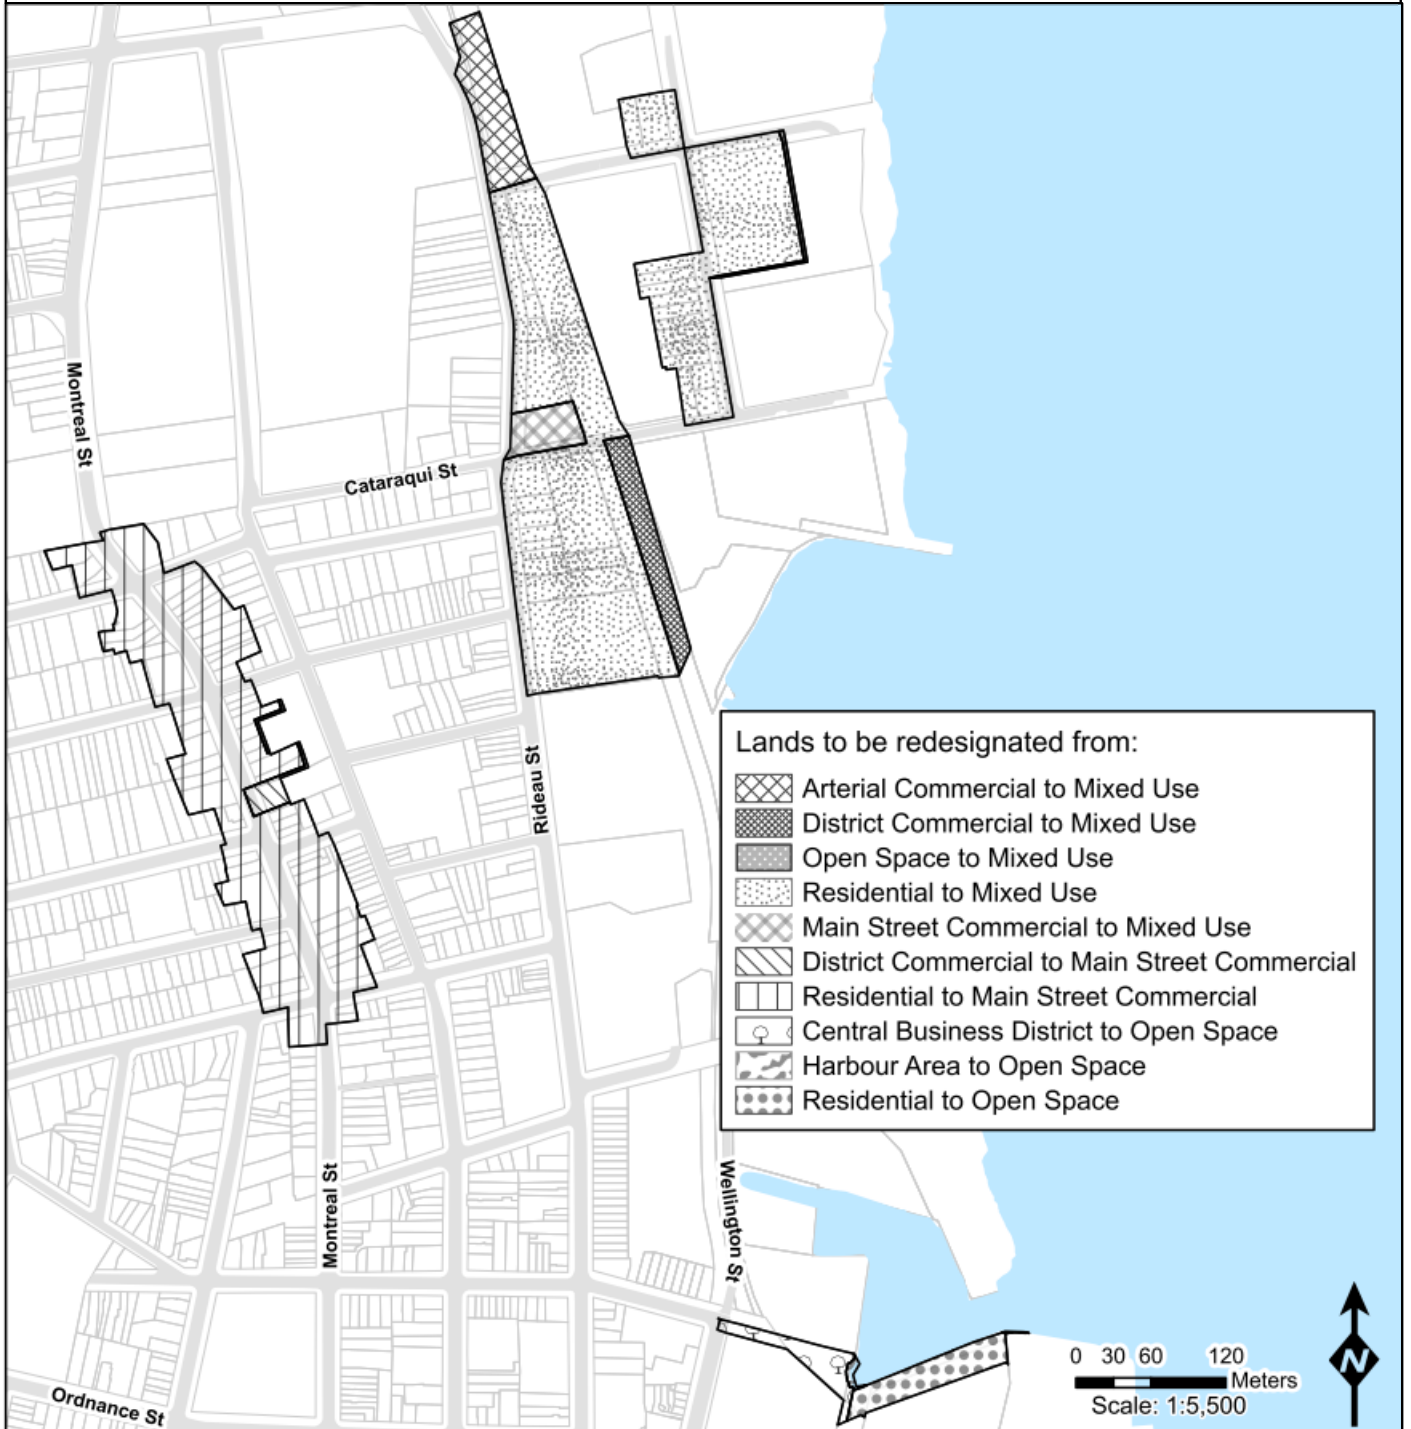 Montreal St
Cataraqui St
Rideau St
Lands to be redesignated from:
Arterial Commercial to Mixed Use
District Commercial to Mixed Use
Open Space to Mixed Use
Residential to Mixed Use
Main Street Commercial to Mixed Use
District Commercial to Main Street Commercial
Residential to Main Street Commercial
Central Business District to Open Space
Harbour Area to Open Space
Residential to Open Space
Montreal St
Wellington St
Ordnance St
0 30 60 120
Meters
Scale: 1:5,500
N